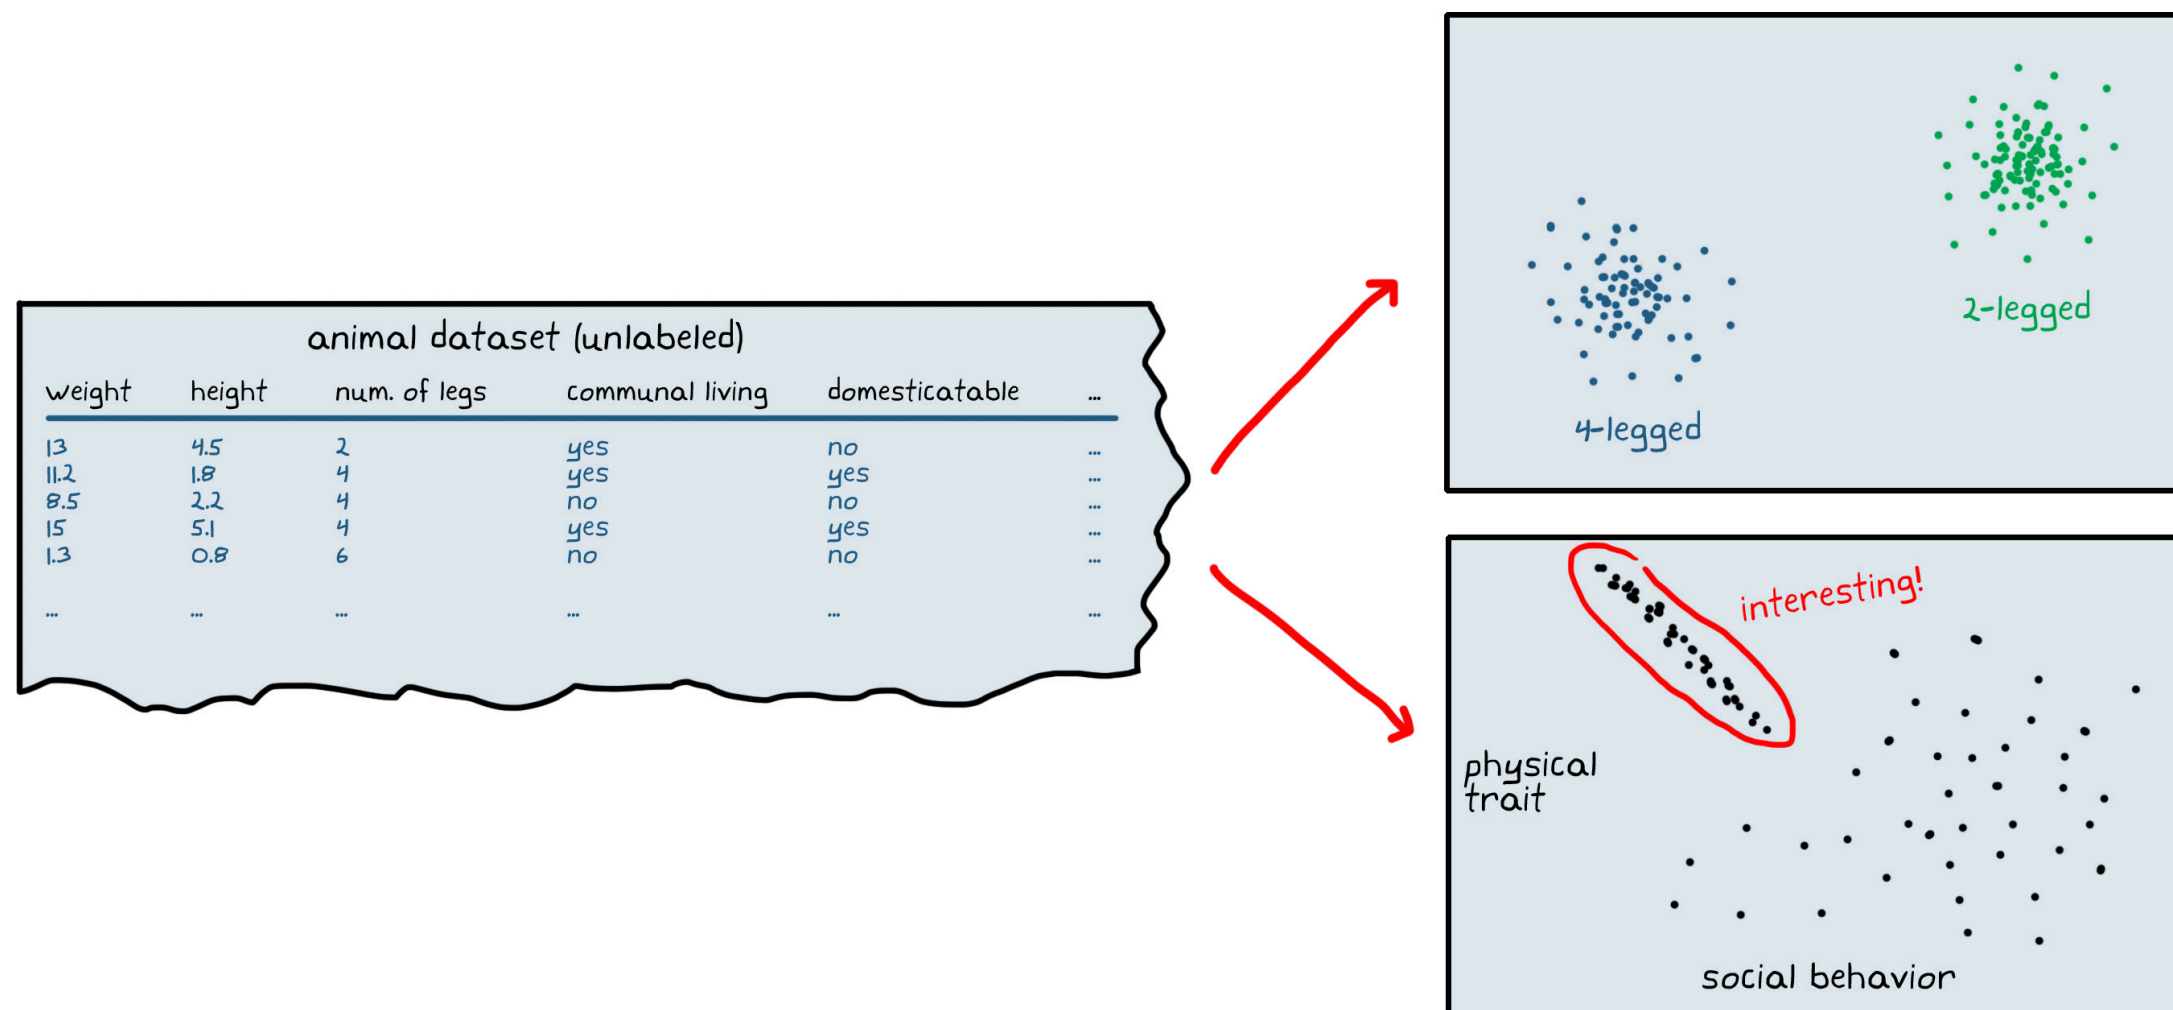 animal dataset (unlabeled)
weight height num. of legs communal living domesticatable ...
13 4.5 2 yes no ...
11.2 1.8 4 yes yes ...
8.5 2.2 4 no no ...
15 5.1 4 yes yes ...
1.3 0.8 6 no no ...
... ... ... ... ... ...
2-legged
4-legged
interesting!
physical
trait
social behavior